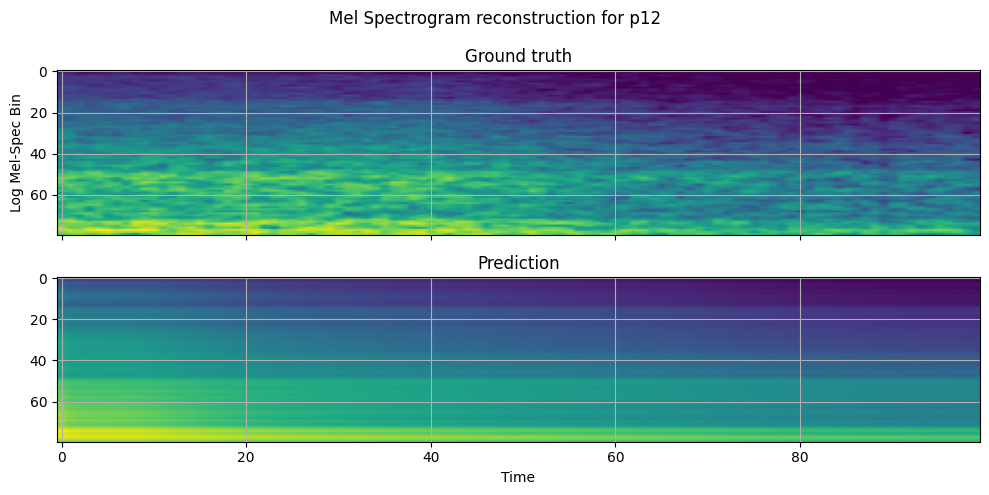 Mel Spectrogram reconstruction for p12
Ground truth
0
20
40
60
Log Mel-Spec Bin
Prediction
0
20
40
60
0 20 40 60 80
Time